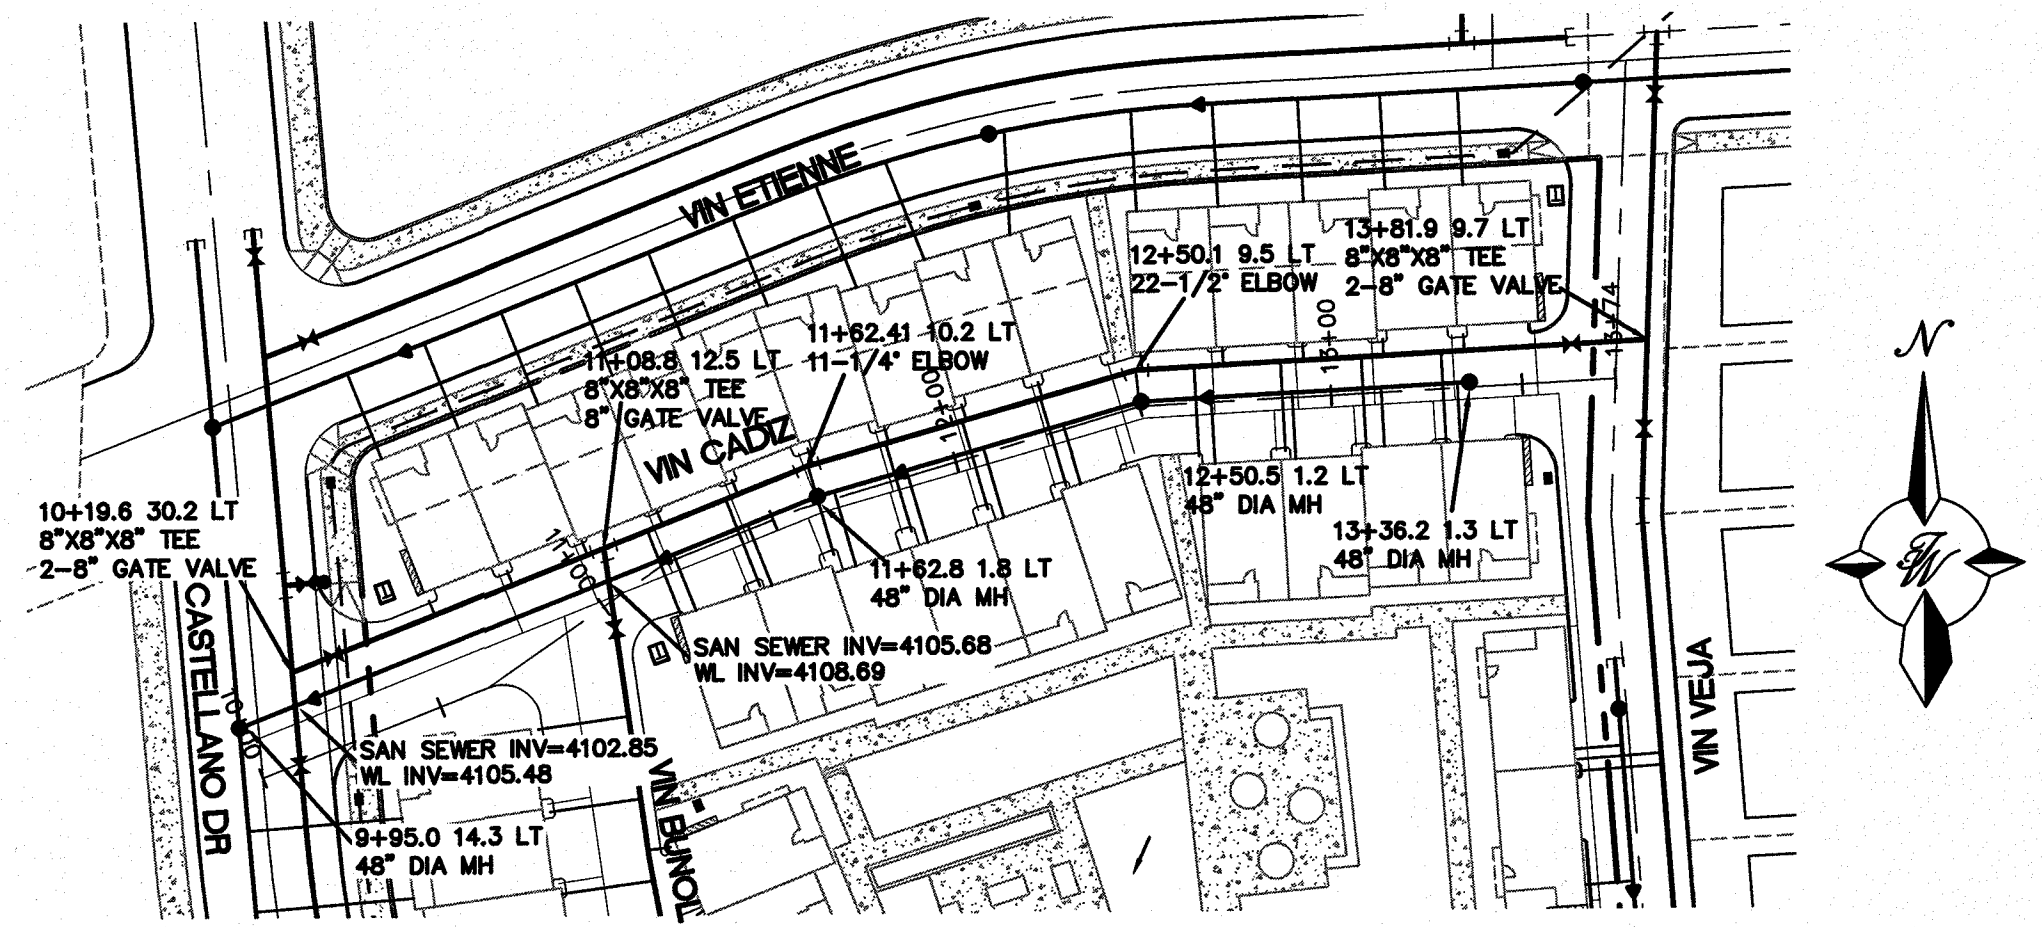 VIN ETIENNE
13+81.9 9.7 LT
8"X8"X8" TEE
2-8" GATE VALVE
12+50.1 9.5 LT
22-1/2° ELBOW
13+00
13+74
11+62.41 10.2 LT
11-1/4° ELBOW
11+08.8 12.5 LT
8"X8"X8" TEE
8" GATE VALVE
12+00
VIN CADIZ
N
10+19.6 30.2 LT
8"X8"X8" TEE
2-8" GATE VALVE
12+50.5 1.2 LT
48" DIA MH
13+36.2 1.3 LT
48" DIA MH
11+00
11+62.8 1.8 LT
48" DIA MH
CASTELLANO DR
SAN SEWER INV=4105.68
WL INV=4108.69
VIN VEJA
10+00
SAN SEWER INV=4102.85
WL INV=4105.48
VIN BUNOL
9+95.0 14.3 LT
48" DIA MH